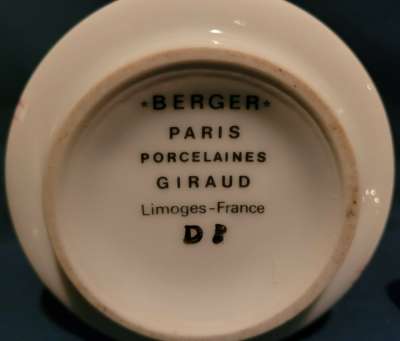 *BERGER*
PARIS
PORCELAINES
GIRAUD
Limoges-France
D